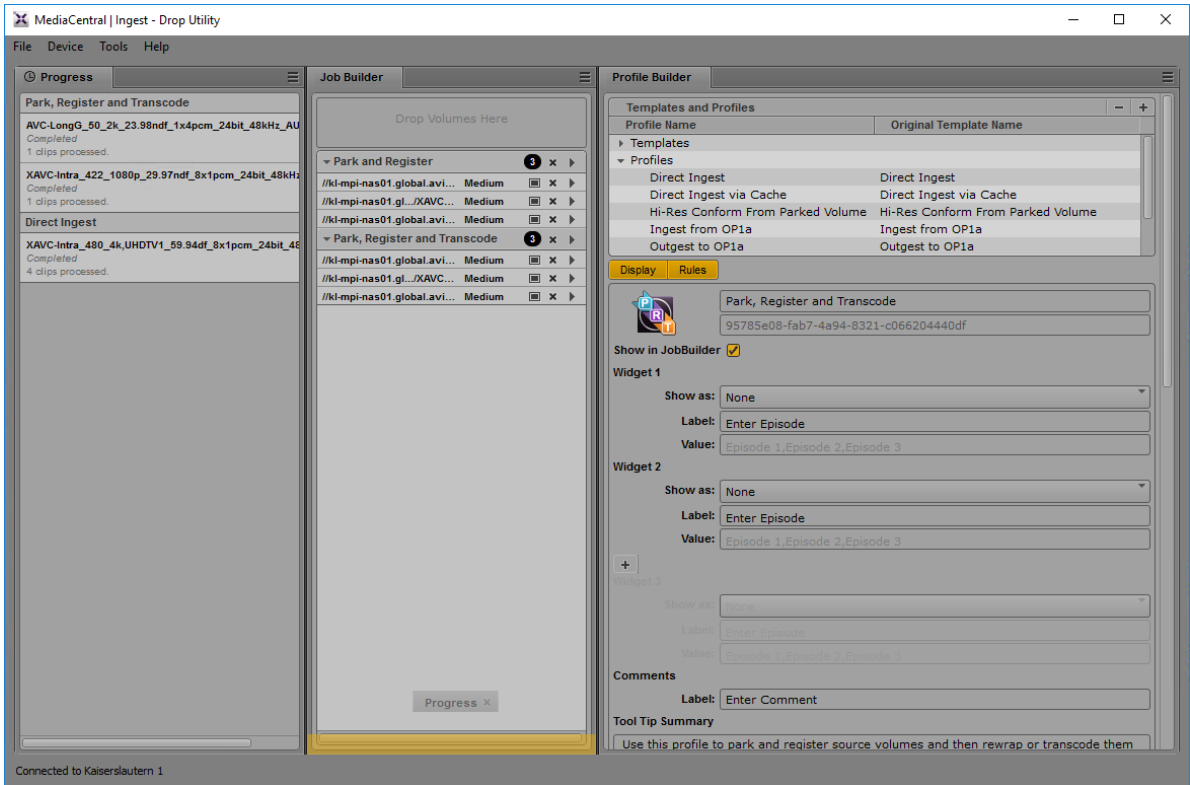 MediaCentral | Ingest - Drop Utility
File Device Tools Help
Progress
Park, Register and Transcode
AVC-LongG_50_2k_23.98ndf_1x4pcm_24bit_48kHz_AU
Completed
1 clips processed.
XAVC-Intra_422_1080p_29.97ndf_8x1pcm_24bit_48kHz
Completed
1 clips processed.
Direct Ingest
XAVC-Intra_480_4k,UHDTV1_59.94df_8x1pcm_24bit_48
Completed
4 clips processed.
Job Builder
Drop Volumes Here
Park and Register 3
//kl-mpi-nas01.global.avi... Medium
//kl-mpi-nas01.gl.../XAVC... Medium
//kl-mpi-nas01.global.avi... Medium
Park, Register and Transcode 3
//kl-mpi-nas01.global.avi... Medium
//kl-mpi-nas01.gl.../XAVC... Medium
//kl-mpi-nas01.global.avi... Medium
Progress ×
Profile Builder
Templates and Profiles
Profile Name Original Template Name
Templates
Profiles
Direct Ingest Direct Ingest
Direct Ingest via Cache Direct Ingest via Cache
Hi-Res Conform From Parked Volume Hi-Res Conform From Parked Volume
Ingest from OP1a Ingest from OP1a
Outgest to OP1a Outgest to OP1a
Display Rules
P R T
Park, Register and Transcode
95785e08-fab7-4a94-8321-c066204440df
Show in JobBuilder
Widget 1
Show as: None
Label: Enter Episode
Value: Episode 1,Episode 2,Episode 3
Widget 2
Show as: None
Label: Enter Episode
Value: Episode 1,Episode 2,Episode 3
+
Widget 3
Show as: None
Label: Enter Episode
Value: Episode 1,Episode 2,Episode 3
Comments
Label: Enter Comment
Tool Tip Summary
Use this profile to park and register source volumes and then rewrap or transcode them
Connected to Kaiserslautern 1